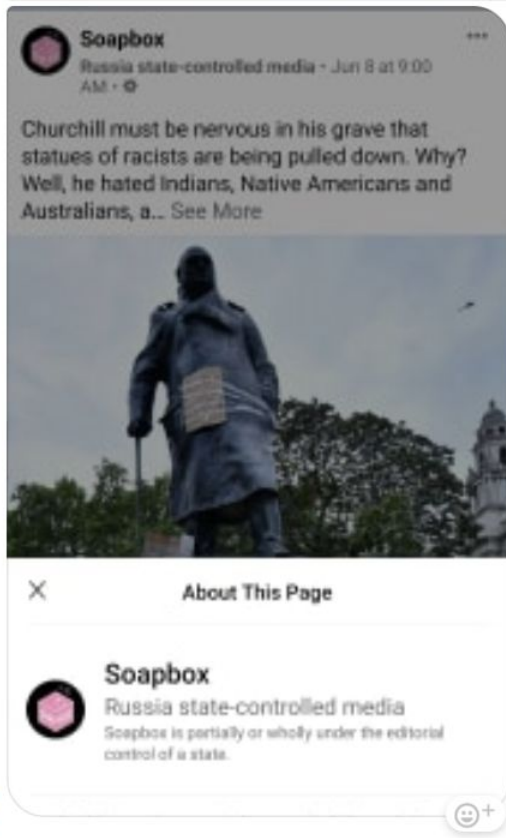 Soapbox
Russia state-controlled media · Jun 8 at 9:00
AM ·
Churchill must be nervous in his grave that
statues of racists are being pulled down. Why?
Well, he hated Indians, Native Americans and
Australians, a... See More
About This Page
Soapbox
Russia state-controlled media
Soapbox is partially or wholly under the editorial
control of a state.